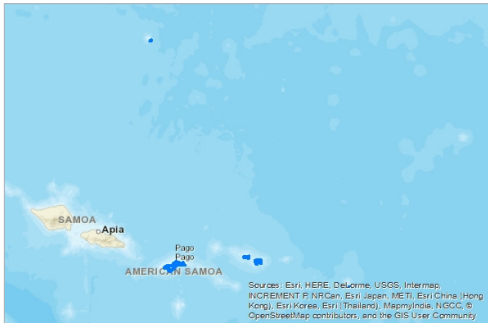 SAMOA
Apia
Pago
Pago
AMERICAN SAMOA
Sources: Esri, HERE, DeLorme, USGS, Intermap,
INCREMENT P, NRCan, Esri Japan, METI, Esri China (Hong
Kong), Esri Korea, Esri (Thailand), MapmyIndia, NGCC, ©
OpenStreetMap contributors, and the GIS User Community